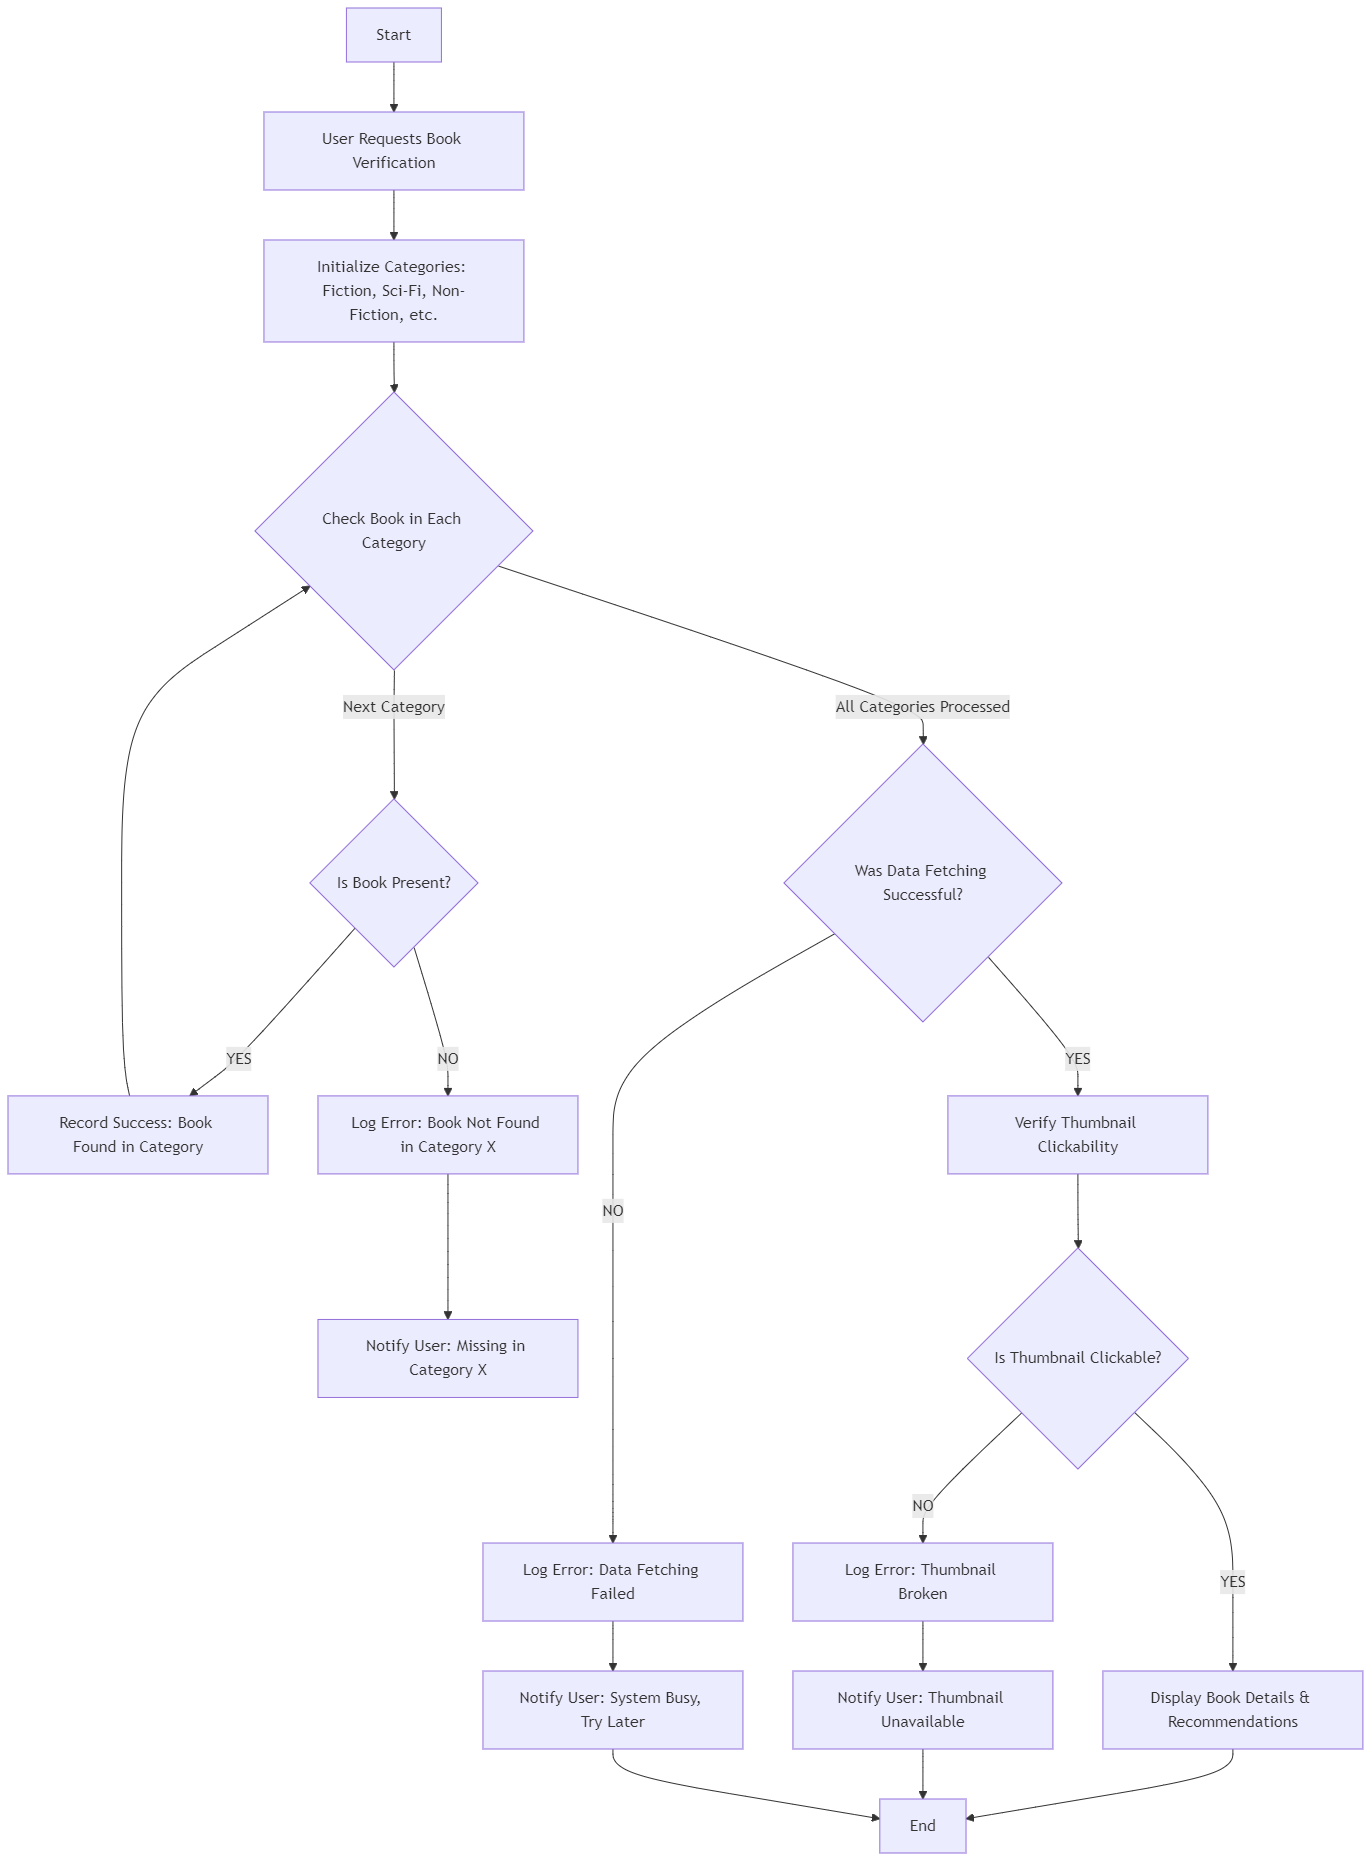 Start
User Requests Book
Verification
Initialize Categories:
Fiction, Sci-Fi, Non-
Fiction, etc.
Check Book in Each
Category
Next Category
All Categories Processed
Is Book Present?
Was Data Fetching
Successful?
YES
NO
YES
Record Success: Book
Found in Category
Log Error: Book Not Found
in Category X
Verify Thumbnail
Clickability
NO
Notify User: Missing in
Category X
Is Thumbnail Clickable?
NO
YES
Log Error: Data Fetching
Failed
Log Error: Thumbnail
Broken
Notify User: System Busy,
Try Later
Notify User: Thumbnail
Unavailable
Display Book Details &
Recommendations
End